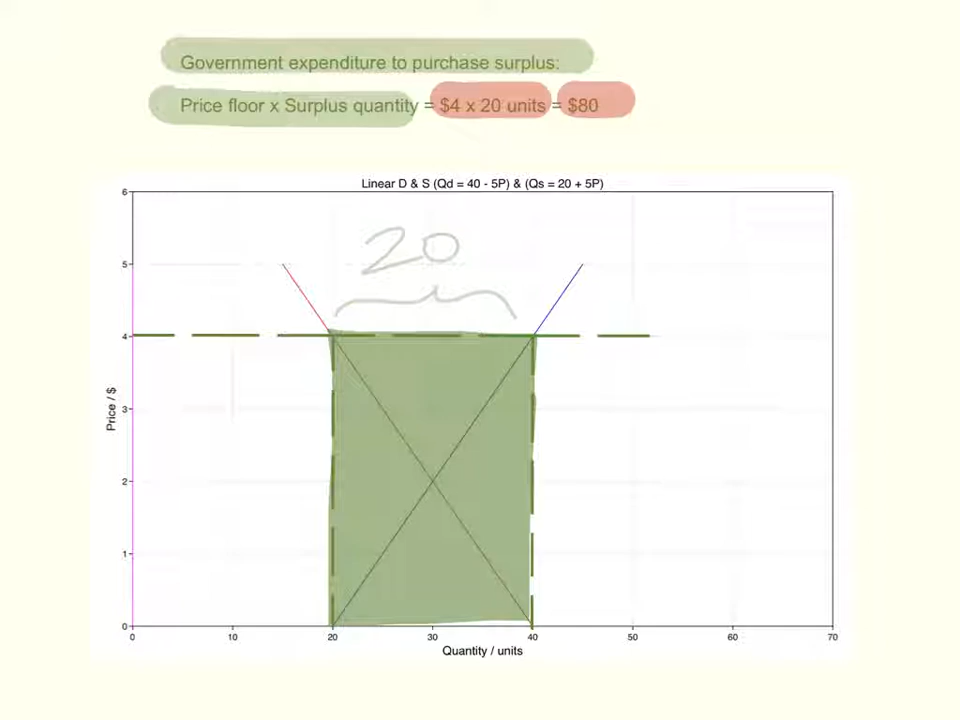 Government expenditure to purchase surplus:
Price floor x Surplus quantity = $4 x 20 units = $80
Linear D & S (Qd = 40 - 5P) & (Qs = 20 + 5P)
20
6
5
4
3
2
1
0
Price / $
0 10 20 30 40 50 60 70
Quantity / units